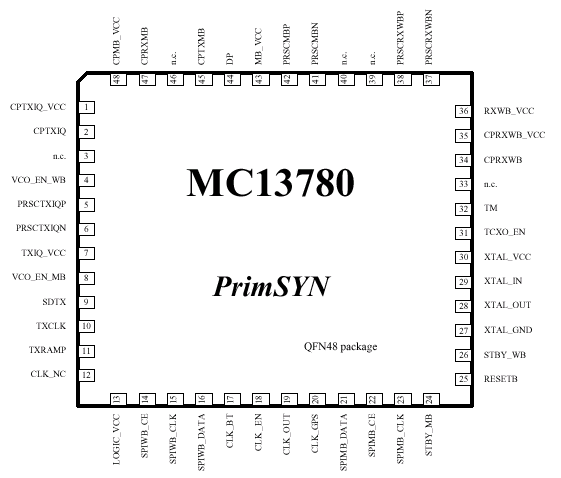 CPMB_VCC CPRXMB n.c. CPTXMB DP MB_VCC PRSCMBP PRSCMBN n.c. n.c. PRSCRXWBP PRSCRXWBN
48 47 46 45 44 43 42 41 40 39 38 37
CPTXIQ_VCC 1
CPTXIQ 2
n.c. 3
VCO_EN_WB 4
PRSCTXIQP 5
PRSCTXIQN 6
TXIQ_VCC 7
VCO_EN_MB 8
SDTX 9
TXCLK 10
TXRAMP 11
CLK_NC 12
MC13780
PrimSYN
QFN48 package
36 RXWB_VCC
35 CPRXWB_VCC
34 CPRXWB
33 n.c.
32 TM
31 TCXO_EN
30 XTAL_VCC
29 XTAL_IN
28 XTAL_OUT
27 XTAL_GND
26 STBY_WB
25 RESETB
13 14 15 16 17 18 19 20 21 22 23 24
LOGIC_VCC SPIWB_CE SPIWB_CLK SPIWB_DATA CLK_BT CLK_EN CLK_OUT CLK_GPS SPIMB_DATA SPIMB_CE SPIMB_CLK STBY_MB